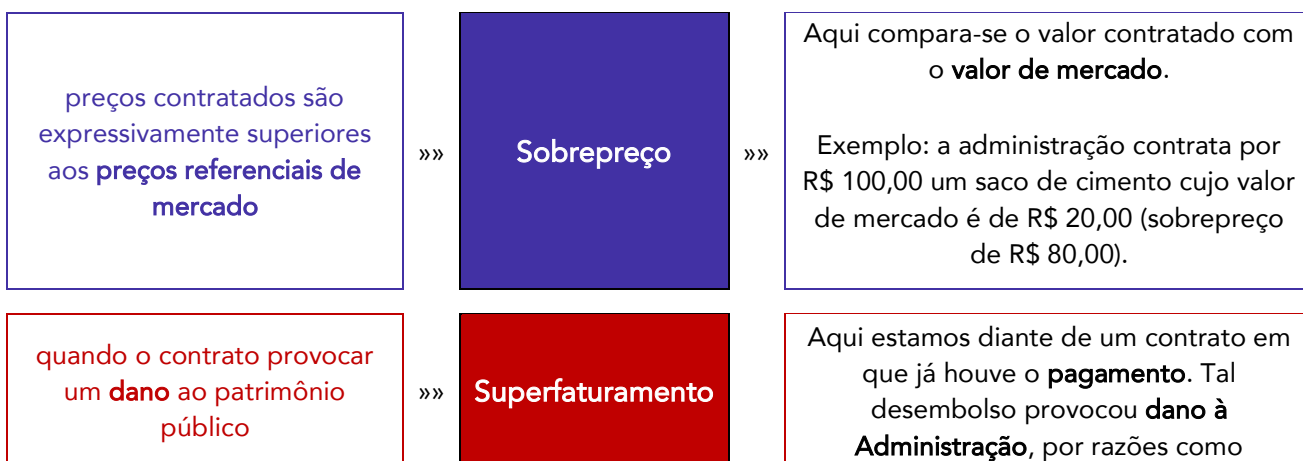 preços contratados são
expressivamente superiores
aos preços referenciais de
mercado
»»
Sobrepreço
»»
Aqui compara-se o valor contratado com
o valor de mercado.
Exemplo: a administração contrata por
R$ 100,00 um saco de cimento cujo valor
de mercado é de R$ 20,00 (sobrepreço
de R$ 80,00).
quando o contrato provocar
um dano ao patrimônio
público
»»
Superfaturamento
Aqui estamos diante de um contrato em
que já houve o pagamento. Tal
desembolso provocou dano à
Administração, por razões como